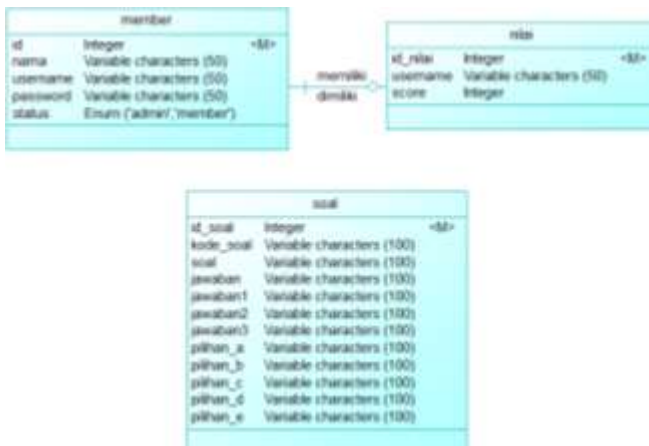 member
id Integer <M>
nama Variable characters (50)
username Variable characters (50)
password Variable characters (50)
status Enum ('admin','member')
memiliki
dimiliki
nilai
id_nilai Integer <M>
username Variable characters (50)
score Integer
soal
id_soal Integer <M>
kode_soal Variable characters (100)
soal Variable characters (100)
jawaban Variable characters (100)
jawaban1 Variable characters (100)
jawaban2 Variable characters (100)
jawaban3 Variable characters (100)
pilihan_a Variable characters (100)
pilihan_b Variable characters (100)
pilihan_c Variable characters (100)
pilihan_d Variable characters (100)
pilihan_e Variable characters (100)